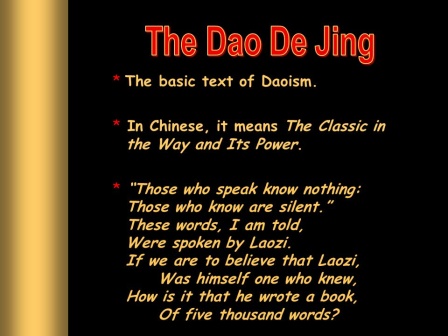 The Dao De Jing
* The basic text of Daoism.
* In Chinese, it means The Classic in
the Way and Its Power.
* "Those who speak know nothing:
Those who know are silent."
These words, I am told,
Were spoken by Laozi.
If we are to believe that Laozi,
Was himself one who knew,
How is it that he wrote a book,
Of five thousand words?